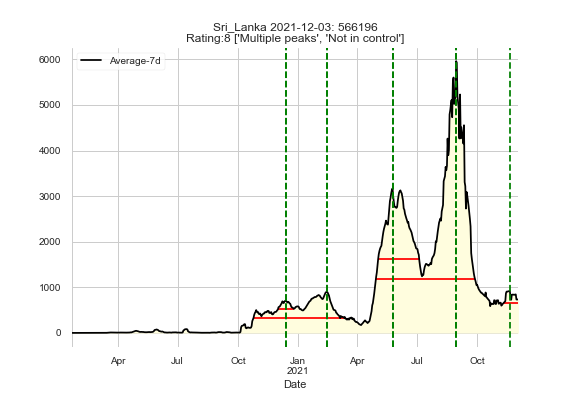 Sri_Lanka 2021-12-03: 566196
Rating:8 ['Multiple peaks', 'Not in control']
Average-7d
6000
5000
4000
3000
2000
1000
0
Apr Jul Oct Jan Apr Jul Oct
2021
Date